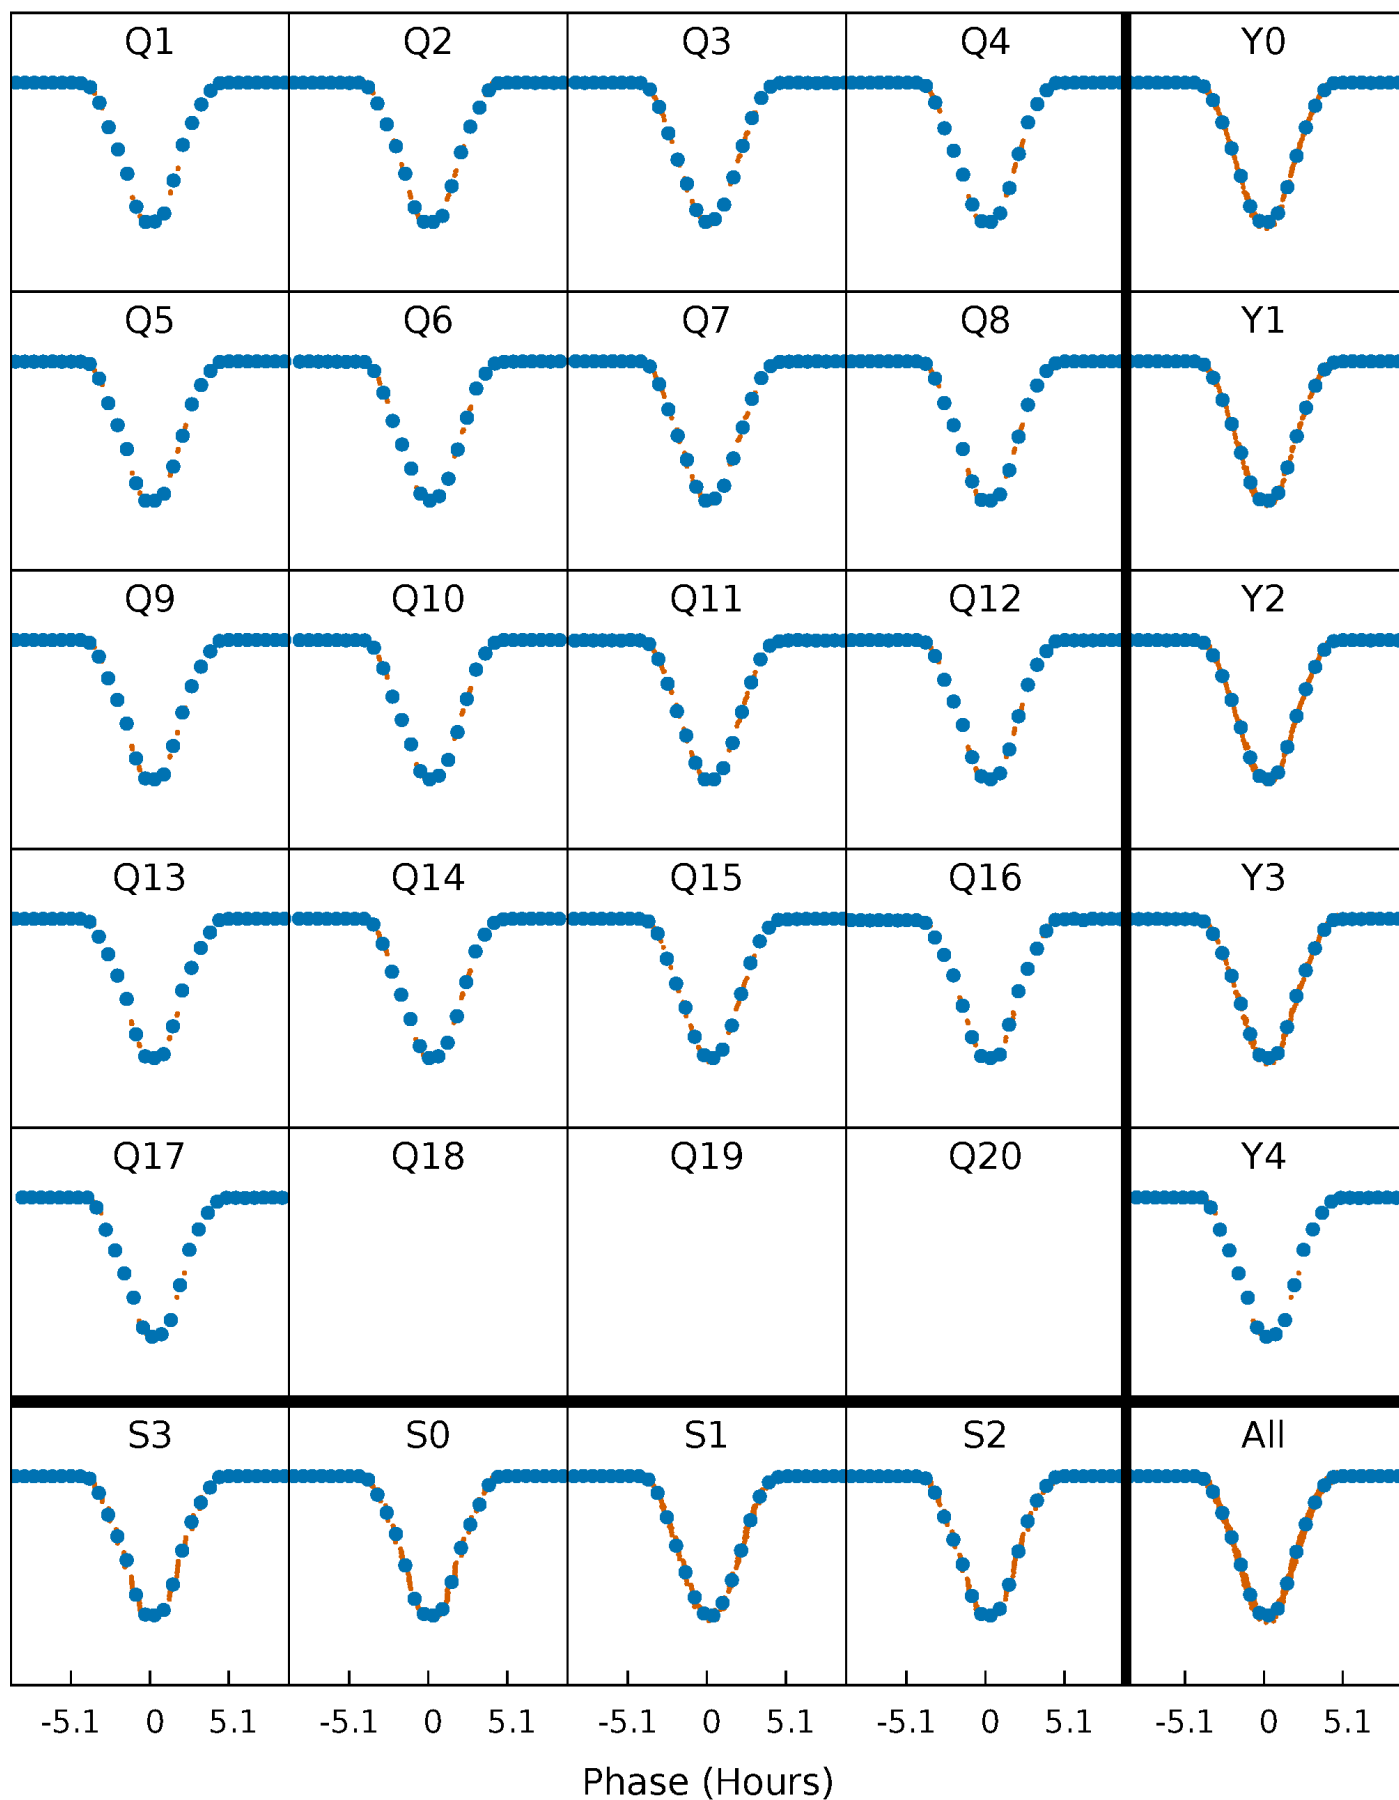 Q1 Q2 Q3 Q4 Y0
Q5 Q6 Q7 Q8 Y1
Q9 Q10 Q11 Q12 Y2
Q13 Q14 Q15 Q16 Y3
Q17 Q18 Q19 Q20 Y4
S3 S0 S1 S2 All
-5.1 0 5.1 -5.1 0 5.1 -5.1 0 5.1 -5.1 0 5.1 -5.1 0 5.1
Phase (Hours)